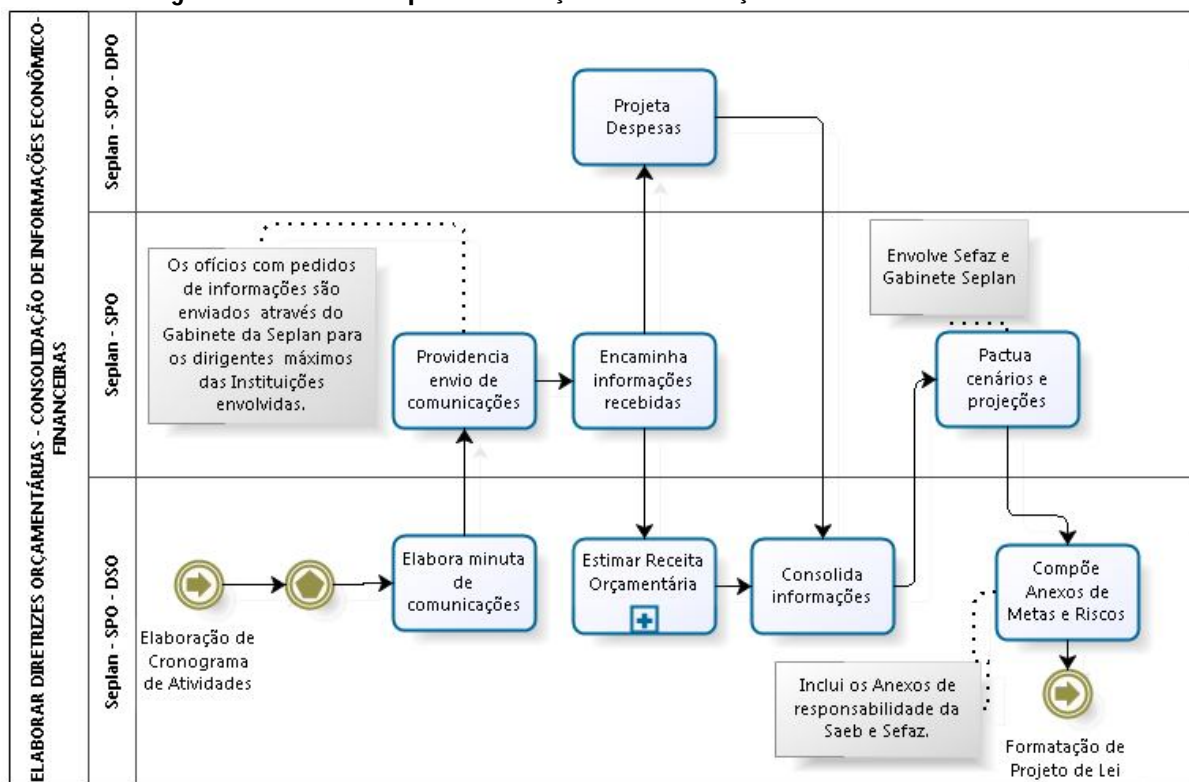 ELABORAR DIRETRIZES ORÇAMENTÁRIAS - CONSOLIDAÇÃO DE INFORMAÇÕES ECONÔMICO-
FINANCEIRAS
Seplan - SPO - DPO
Projeta
Despesas
Seplan - SPO
Os ofícios com pedidos
de informações são
enviados através do
Gabinete da Seplan para
os dirigentes máximos
das Instituições
envolvidas.
Providencia
envio de
comunicações
Encaminha
informações
recebidas
Envolve Sefaz e
Gabinete Seplan
Pactua
cenários e
projeções
Seplan - SPO - DSO
Elaboração de
Cronograma
de Atividades
Elabora minuta
de
comunicações
Estimar Receita
Orçamentária
Consolida
informações
Compõe
Anexos de
Metas e Riscos
Inclui os Anexos de
responsabilidade da
Saeb e Sefaz.
Formatação de
Projeto de Lei